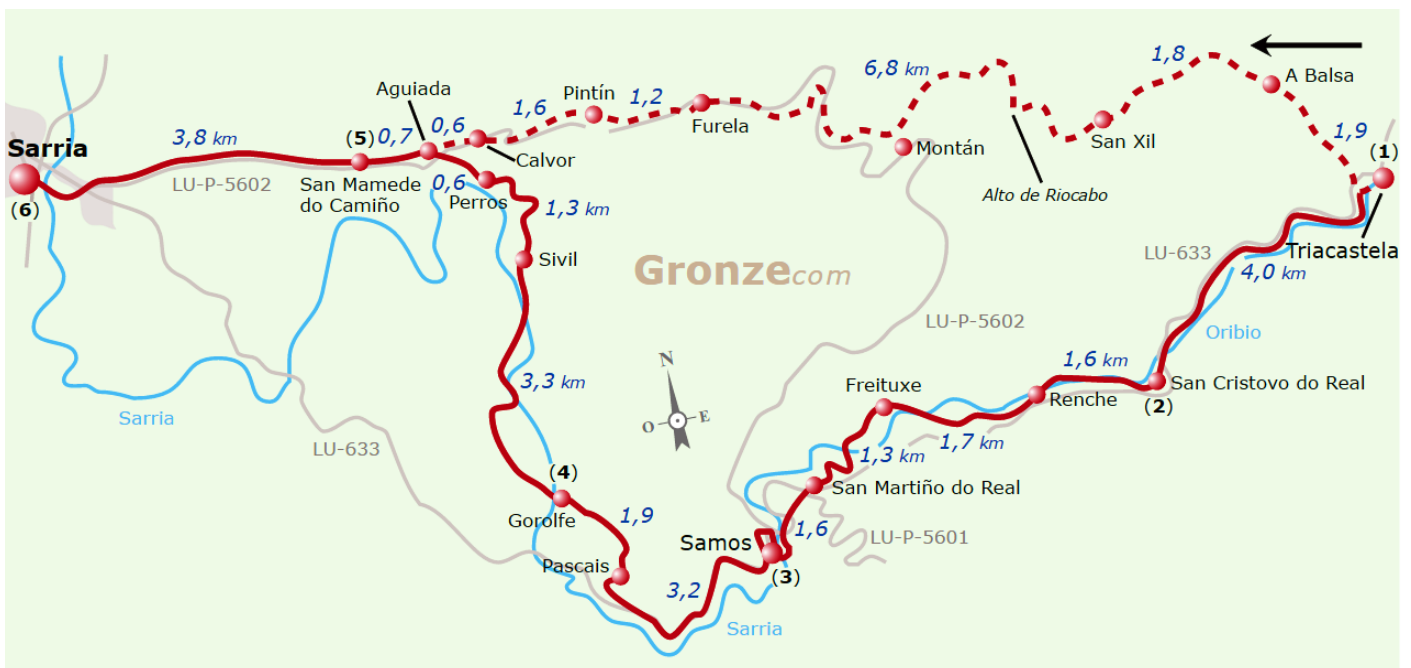 1,8
A Balsa
6,8 km
Pintín
Aguiada
1,6
1,2
0,6
0,7
(5)
3,8 km
Sarria
(6)
LU-P-5602
San Mamede
do Camiño
Calvor
Furela
Montán
San Xil
Alto de Riocabo
1,9
(1)
Triacastela
0,6
Perros
1,3 km
Sivil
Gronze.com
LU-633
4,0 km
Oribio
LU-P-5602
N
O
E
3,3 km
Freituxe
1,6 km
San Cristovo do Real
(2)
Renche
1,7 km
1,3 km
San Martiño do Real
Sarria
LU-633
(4)
Gorolfe
1,9
Pascais
Samos
1,6
LU-P-5601
(3)
3,2
Sarria